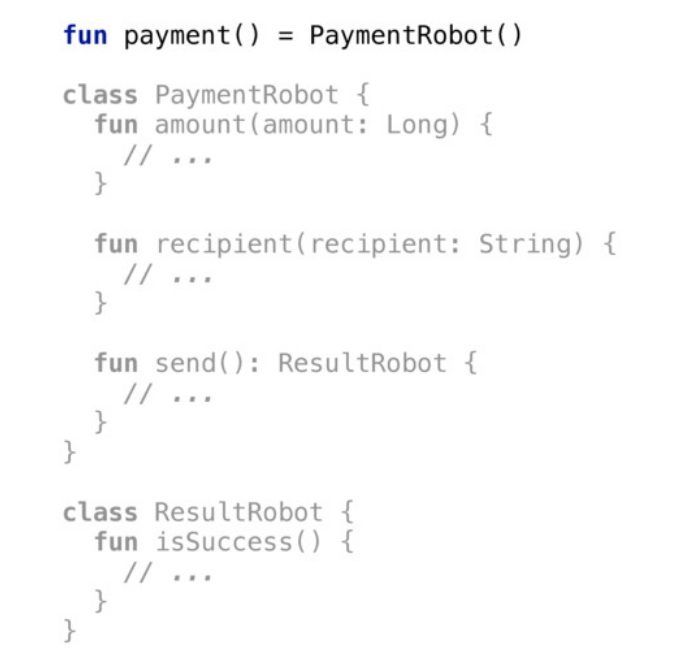 fun payment() = PaymentRobot()
class PaymentRobot {
fun amount(amount: Long) {
// ...
}
fun recipient(recipient: String) {
// ...
}
fun send(): ResultRobot {
// ...
}
}
class ResultRobot {
fun isSuccess() {
// ...
}
}